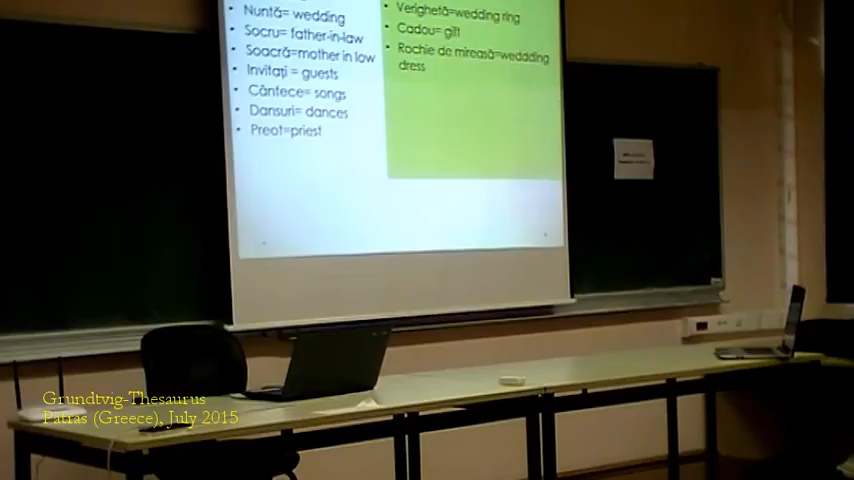 Nuntă= wedding
Socru= father-in-law
Soacră=mother in low
Invitați = guests
Cântece= songs
Dansuri= dances
Preot=priest
Verighetă=wedding ring
Cadou= gift
Rochie de mireasă=weddding
dress
Grundtvig-Thesaurus
Patras (Greece), July 2015